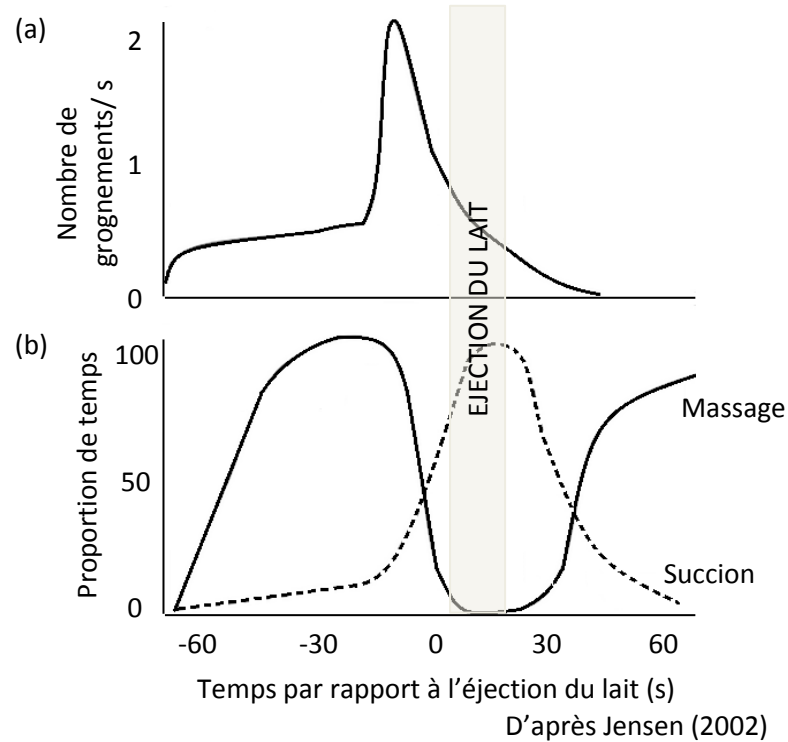 (a)
Nombre de
grognements/ s
2
1
0
EJECTION DU LAIT
(b)
Proportion de temps
100
50
0
Massage
Succion
-60 -30 0 30 60
Temps par rapport à l’éjection du lait (s)
D’après Jensen (2002)